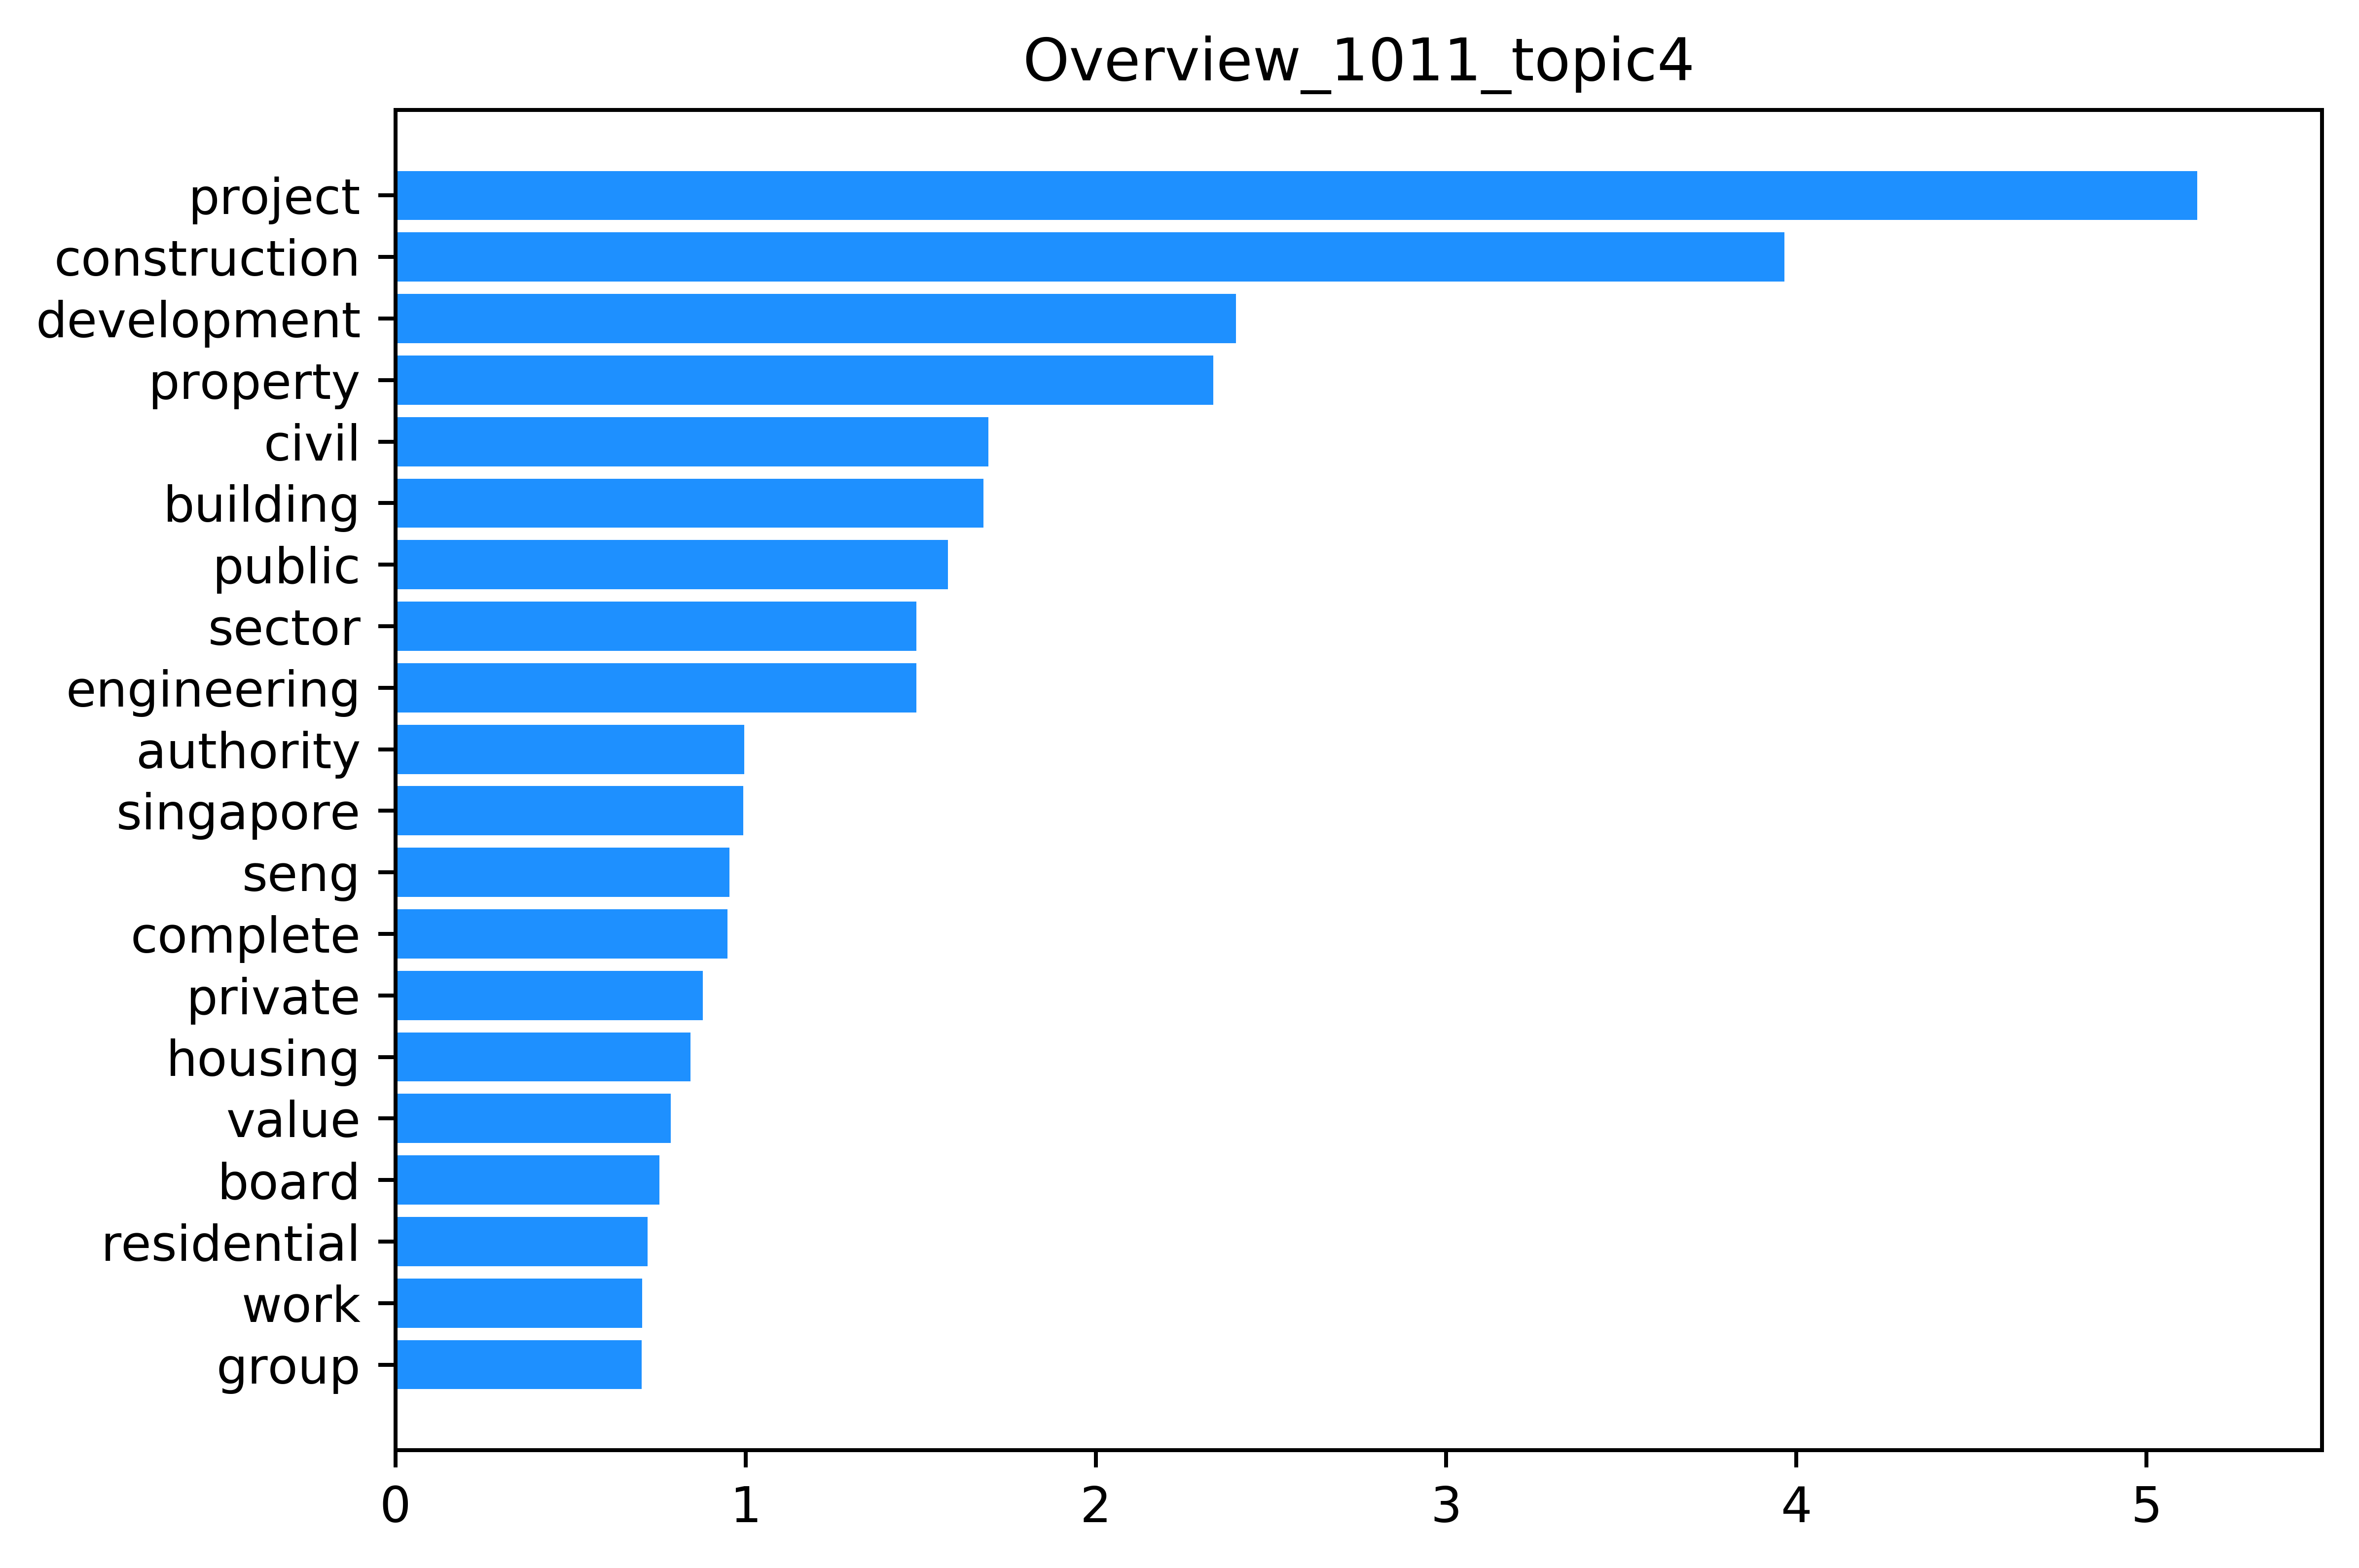 Overview_1011_topic4
project
construction
development
property
civil
building
public
sector
engineering
authority
singapore
seng
complete
private
housing
value
board
residential
work
group
0 1 2 3 4 5